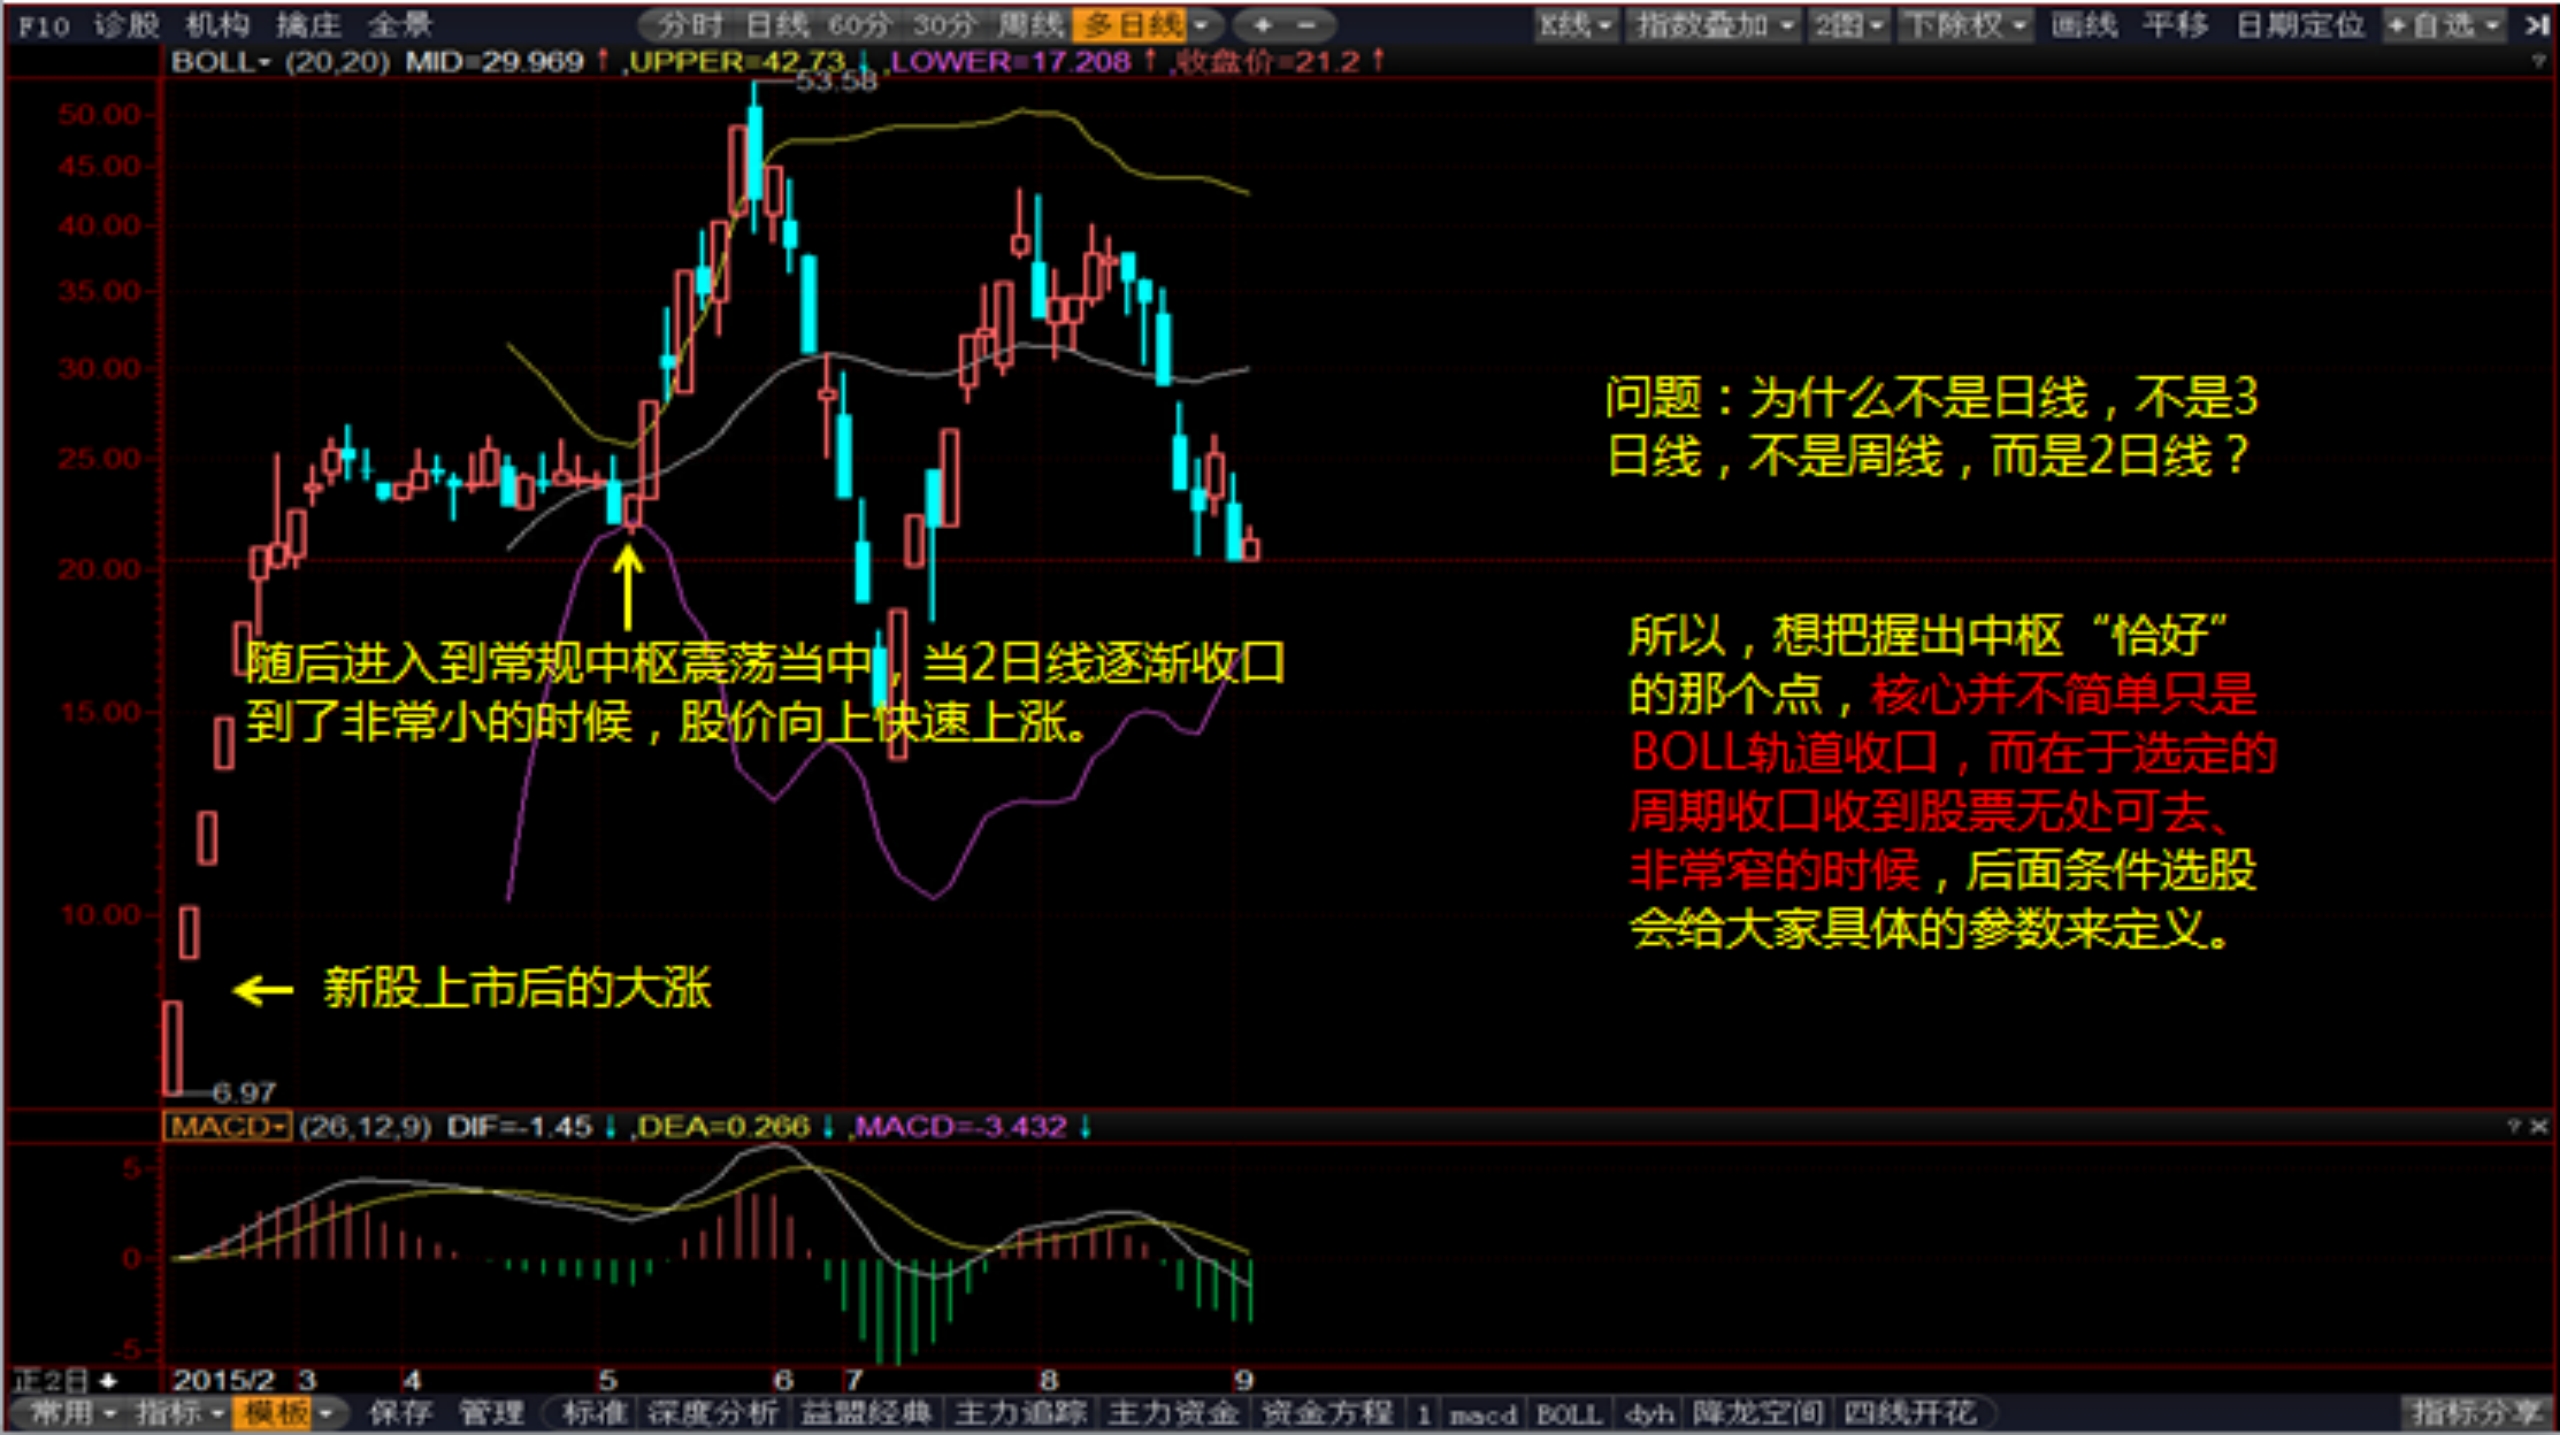 F10 诊股 机构 擒庄 全景 分时 日线 60分 30分 周线 多日线 + - K线 指数叠加 2图 下除权 画线 平移 日期定位 +自选
BOLL (20,20) MID=29.969↑ ,UPPER=42.73↓ ,LOWER=17.208↑ ,收盘价=21.2↑ ?
53.58
50.00
45.00
40.00
35.00
30.00
25.00
20.00
15.00
10.00
问题：为什么不是日线，不是3
日线，不是周线，而是2日线？
随后进入到常规中枢震荡当中，当2日线逐渐收口
到了非常小的时候，股价向上快速上涨。
所以，想把握出中枢“恰好”
的那个点，核心并不简单只是
BOLL轨道收口，而在于选定的
周期收口收到股票无处可去、
非常窄的时候，后面条件选股
会给大家具体的参数来定义。
← 新股上市后的大涨
6.97
MACD (26,12,9) DIF=-1.45↓ ,DEA=0.266↓ ,MACD=-3.432↓ ? ×
5
0
-5
正2日 2015/2 3 4 5 6 7 8 9
常用 指标 模板 保存 管理 标准 深度分析 益盟经典 主力追踪 主力资金 资金方程 1 macd BOLL dyh 降龙空间 四线开花 指标分享